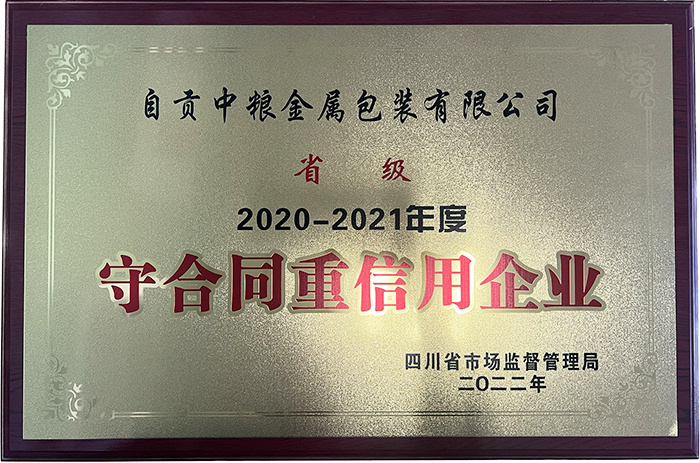 自贡中粮金属包装有限公司
省 级
2020-2021年度
守合同重信用企业
四川省市场监督管理局
二〇二二年